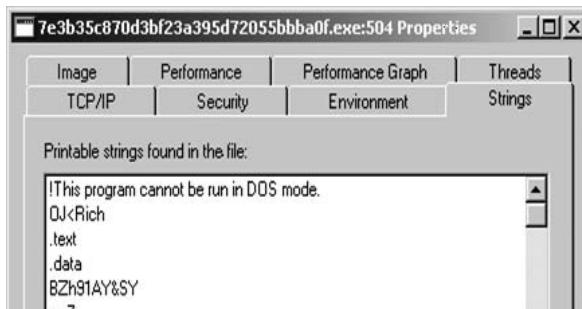 7e3b35c870d3bf23a395d72055bbba0f.exe:504 Properties
Image Performance Performance Graph Threads
TCP/IP Security Environment Strings
Printable strings found in the file:
!This program cannot be run in DOS mode.
OJ<Rich
.text
.data
BZh91AY&SY